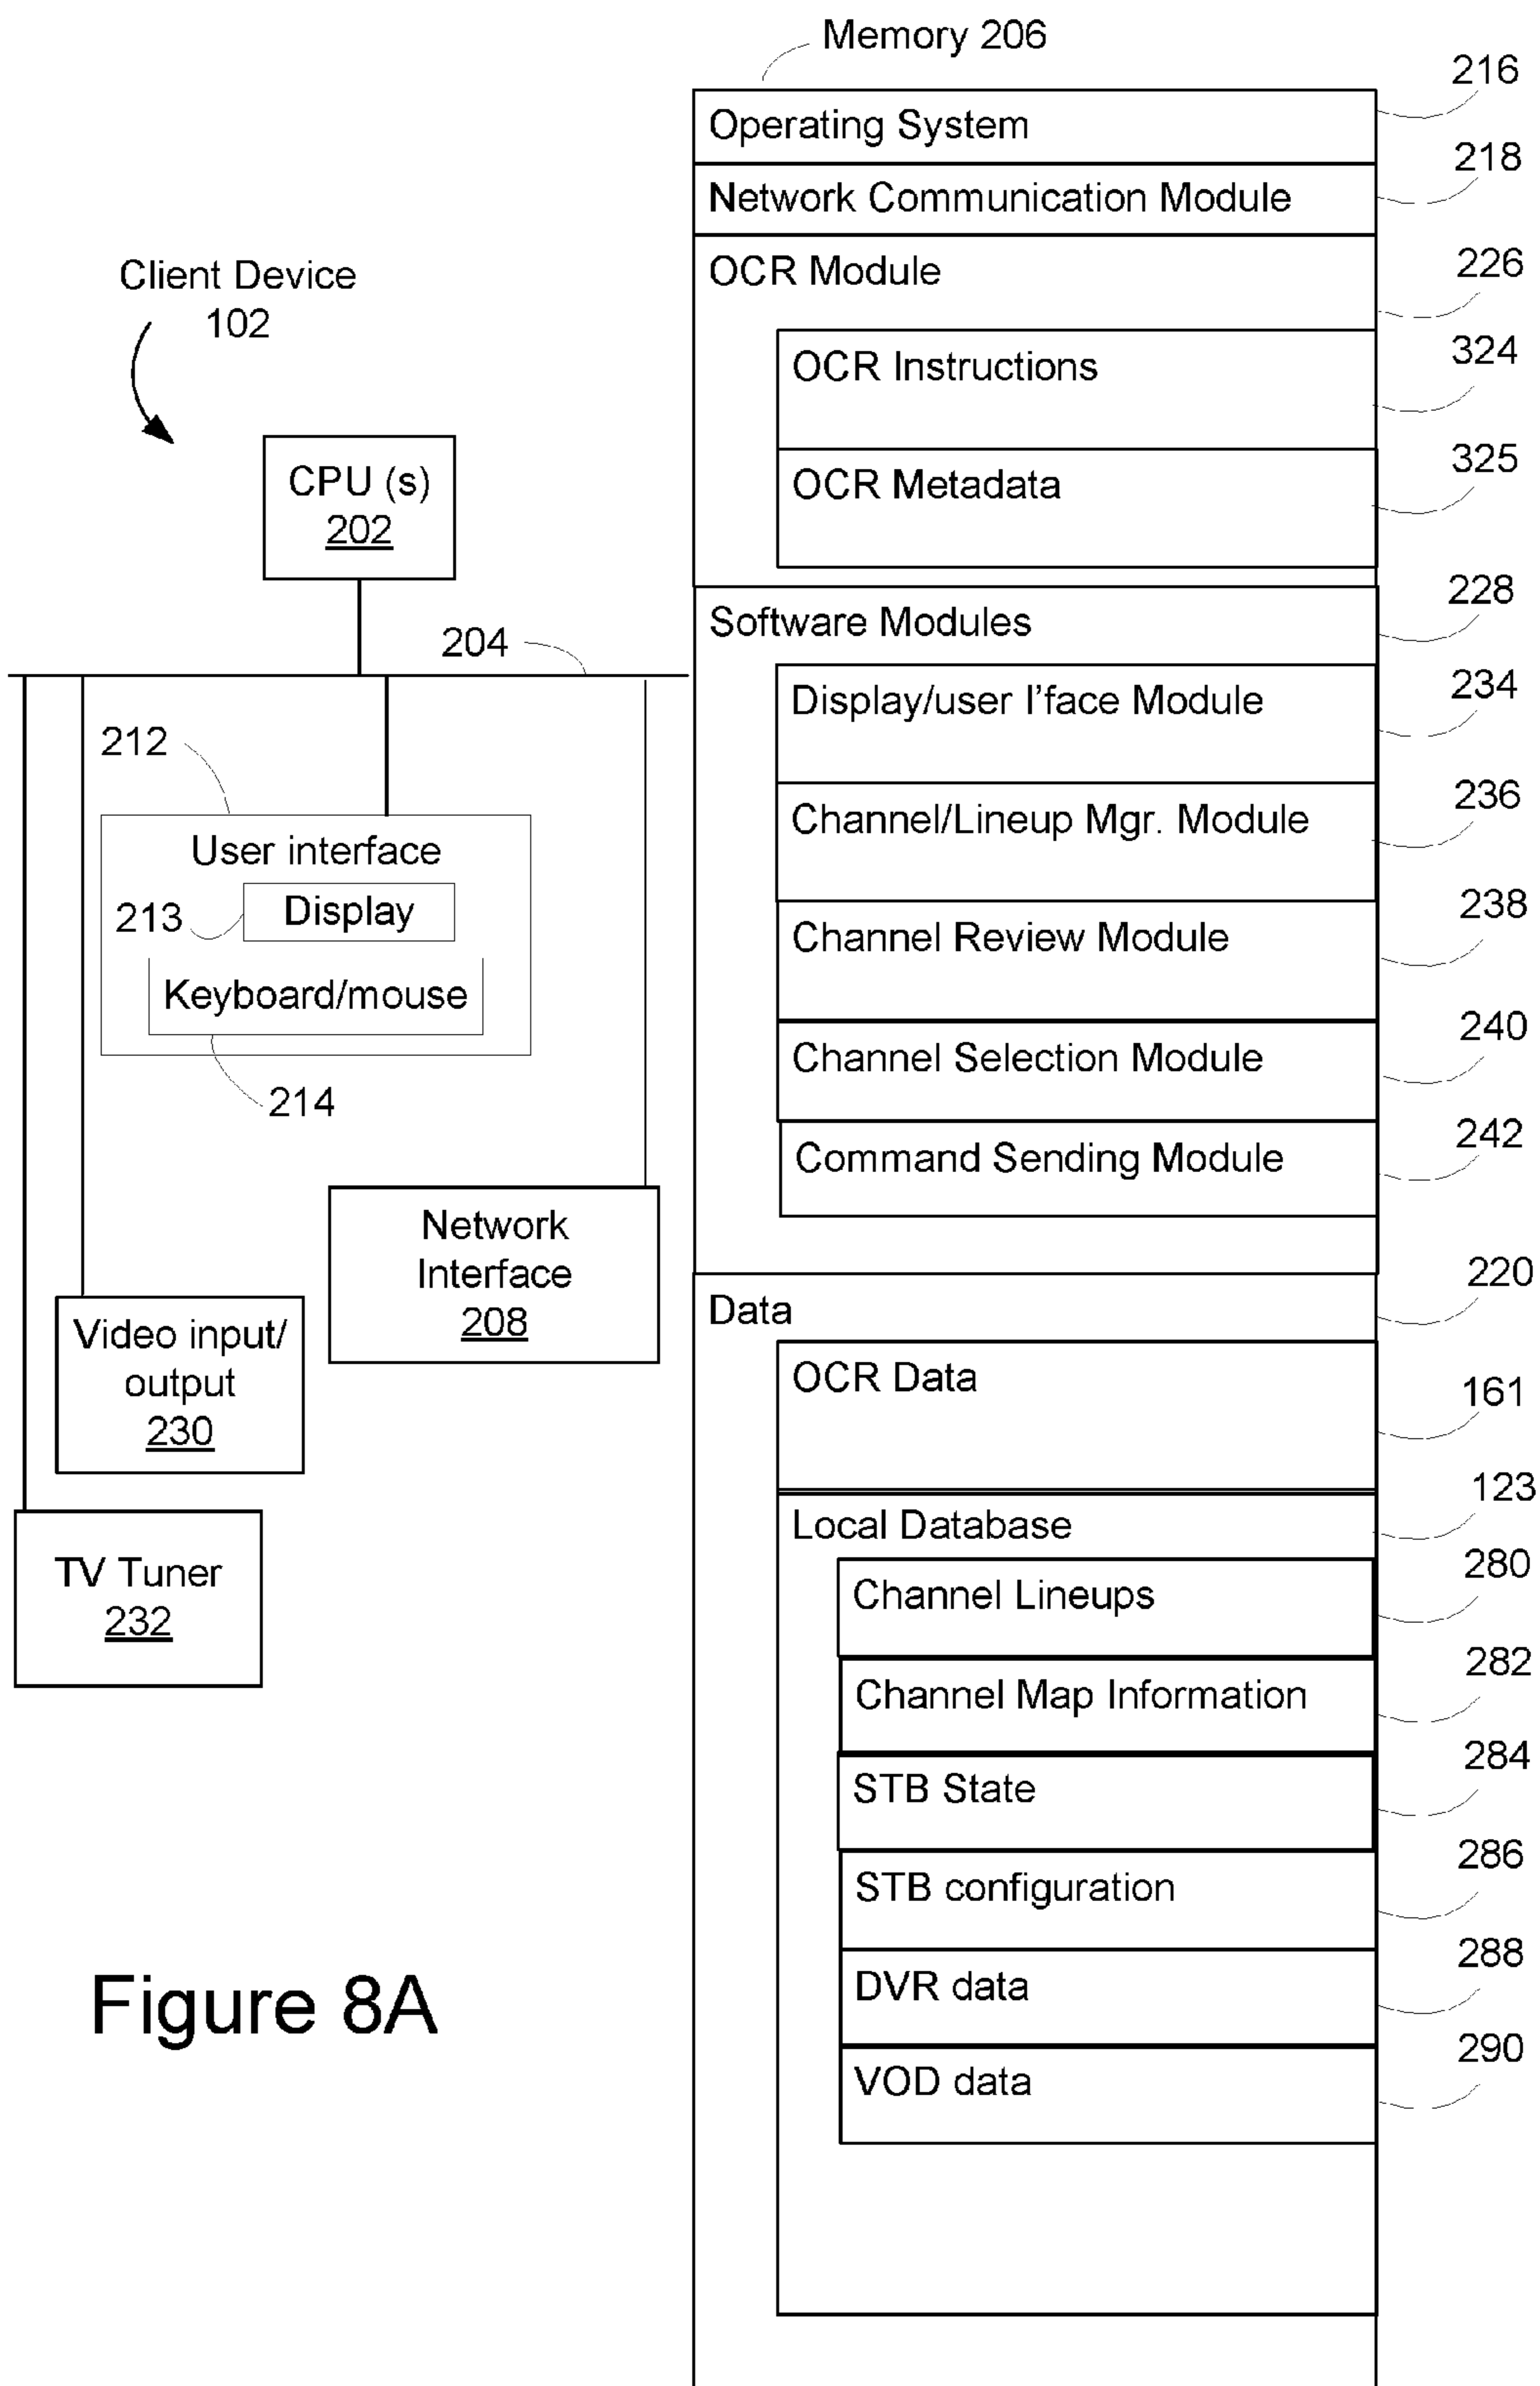 Memory 206
216
Operating System
218
Network Communication Module
226
OCR Module
324
OCR Instructions
325
OCR Metadata
228
Software Modules
234
Display/user I'face Module
236
Channel/Lineup Mgr. Module
238
Channel Review Module
240
Channel Selection Module
242
Command Sending Module
220
Data
161
OCR Data
123
Local Database
280
Channel Lineups
282
Channel Map Information
284
STB State
286
STB configuration
288
DVR data
290
VOD data
Client Device
102
CPU (s)
202
204
212
User interface
213
Display
Keyboard/mouse
214
Network
Interface
208
Video input/
output
230
TV Tuner
232
Figure 8A